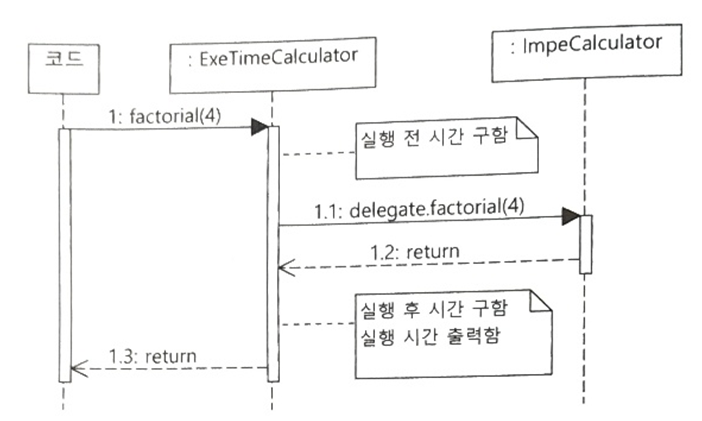 코드
: ExeTimeCalculator
: ImpeCalculator
1: factorial(4)
실행 전 시간 구함
1.1: delegate.factorial(4)
1.2: return
실행 후 시간 구함
실행 시간 출력함
1.3: return